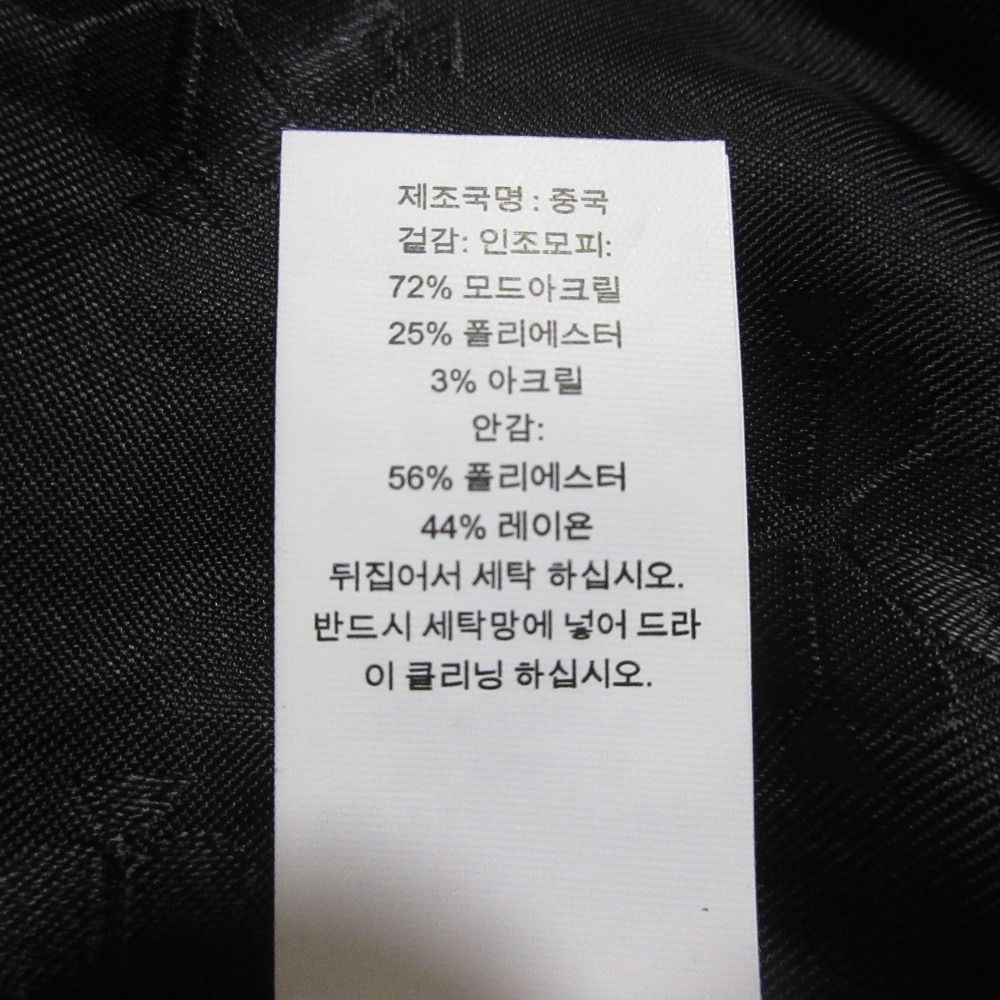 제조국명 : 중국
겉감: 인조모피:
72% 모드아크릴
25% 폴리에스터
3% 아크릴
안감:
56% 폴리에스터
44% 레이욘
뒤집어서 세탁 하십시오.
반드시 세탁망에 넣어 드라
이 클리닝 하십시오.